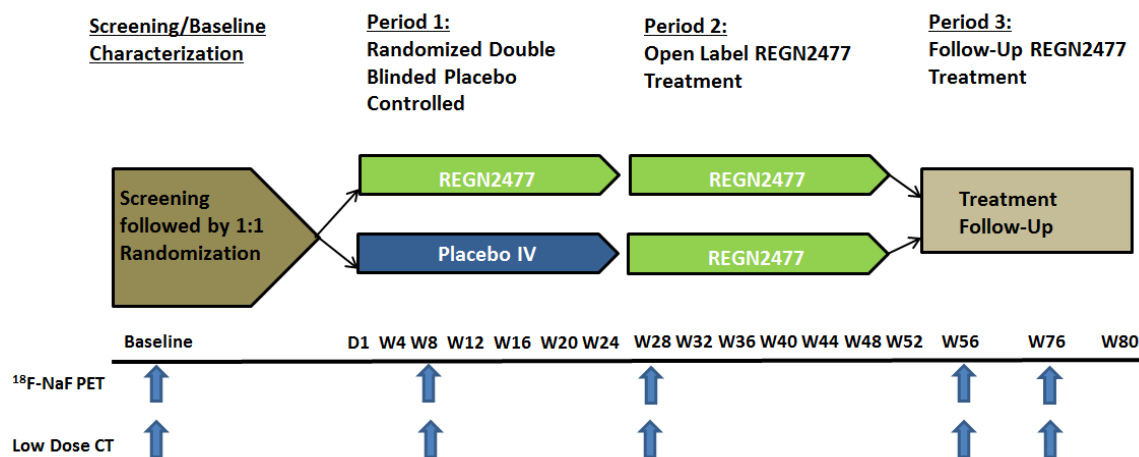 Screening/Baseline
Characterization
Period 1:
Randomized Double
Blinded Placebo
Controlled
Period 2:
Open Label REGN2477
Treatment
Period 3:
Follow-Up REGN2477
Treatment
Screening
followed by 1:1
Randomization
REGN2477
REGN2477
Placebo IV
REGN2477
Treatment
Follow-Up
Baseline D1 W4 W8 W12 W16 W20 W24 W28 W32 W36 W40 W44 W48 W52 W56 W76 W80
¹⁸F-NaF PET
Low Dose CT